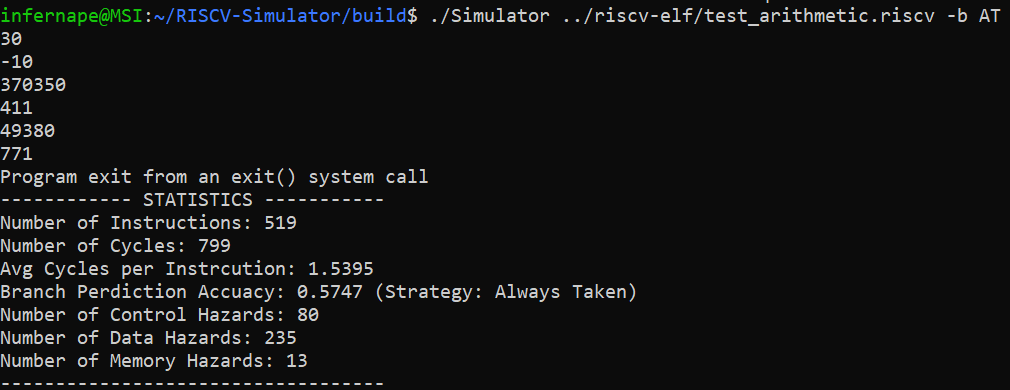 infernape@MSI:~/RISCV-Simulator/build$ ./Simulator ../riscv-elf/test_arithmetic.riscv -b AT
30
-10
370350
411
49380
771
Program exit from an exit() system call
------------ STATISTICS -----------
Number of Instructions: 519
Number of Cycles: 799
Avg Cycles per Instrcution: 1.5395
Branch Perdiction Accuacy: 0.5747 (Strategy: Always Taken)
Number of Control Hazards: 80
Number of Data Hazards: 235
Number of Memory Hazards: 13
-----------------------------------